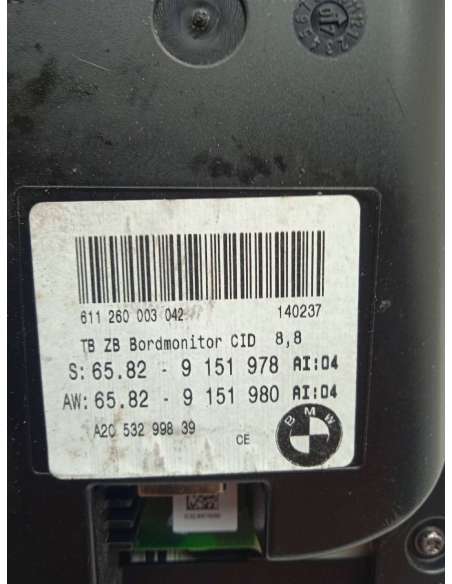 611 260 003 042 140237
TB ZB Bordmonitor CID 8,8
S: 65.82 - 9 151 978 AI:04
AW: 65.82 - 9 151 980 AI:04
A2C 532 998 39 CE
BMW